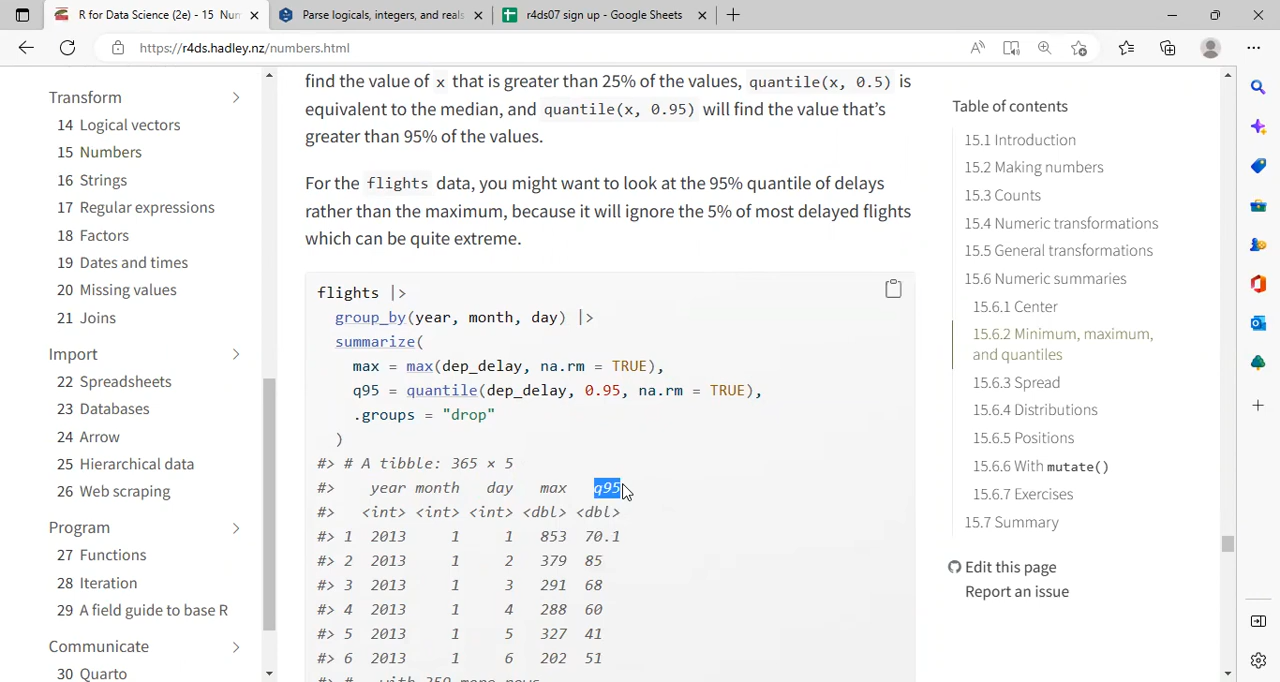 R for Data Science (2e) - 15 Num
Parse logicals, integers, and reals
r4ds07 sign up - Google Sheets
https://r4ds.hadley.nz/numbers.html
Transform
14 Logical vectors
15 Numbers
16 Strings
17 Regular expressions
18 Factors
19 Dates and times
20 Missing values
21 Joins
Import
22 Spreadsheets
23 Databases
24 Arrow
25 Hierarchical data
26 Web scraping
Program
27 Functions
28 Iteration
29 A field guide to base R
Communicate
30 Quarto
find the value of x that is greater than 25% of the values, quantile(x, 0.5) is
equivalent to the median, and quantile(x, 0.95) will find the value that's
greater than 95% of the values.
For the flights data, you might want to look at the 95% quantile of delays
rather than the maximum, because it will ignore the 5% of most delayed flights
which can be quite extreme.
flights |>
group_by(year, month, day) |>
summarize(
max = max(dep_delay, na.rm = TRUE),
q95 = quantile(dep_delay, 0.95, na.rm = TRUE),
.groups = "drop"
)
#> # A tibble: 365 × 5
#> year month day max q95
#> <int> <int> <int> <dbl> <dbl>
#> 1 2013 1 1 853 70.1
#> 2 2013 1 2 379 85
#> 3 2013 1 3 291 68
#> 4 2013 1 4 288 60
#> 5 2013 1 5 327 41
#> 6 2013 1 6 202 51
#> # … with 359 more rows
Table of contents
15.1 Introduction
15.2 Making numbers
15.3 Counts
15.4 Numeric transformations
15.5 General transformations
15.6 Numeric summaries
15.6.1 Center
15.6.2 Minimum, maximum,
and quantiles
15.6.3 Spread
15.6.4 Distributions
15.6.5 Positions
15.6.6 With mutate()
15.6.7 Exercises
15.7 Summary
Edit this page
Report an issue